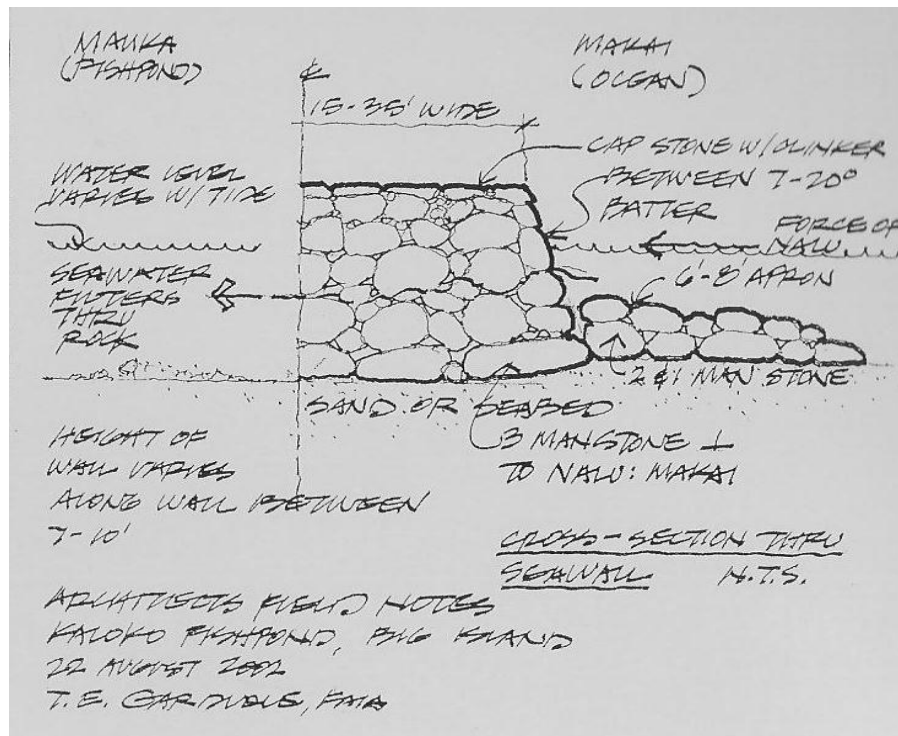 MAUKA
(FISHPOND)
MAKAI
(OCEAN)
℄
15-35' WIDE
CAP STONE W/ CLINKER
BETWEEN 7-20°
BATTER
WATER LEVEL
VARIES W/ TIDE
FORCE OF
NALU
6'-8' APRON
SEAWATER
FILTERS
THRU
ROCK
2 & 1 MAN STONE
SAND OR SEABED
3 MAN STONE ⊥
TO NALU: MAKAI
HEIGHT OF
WALL VARIES
ALONG WALL BETWEEN
7-10'
CROSS-SECTION THRU
SEAWALL N.T.S.
ARCHITECTS FIELD NOTES
KALOKO FISHPOND, BIG ISLAND
22 AUGUST 2002
T.E. , FAIA